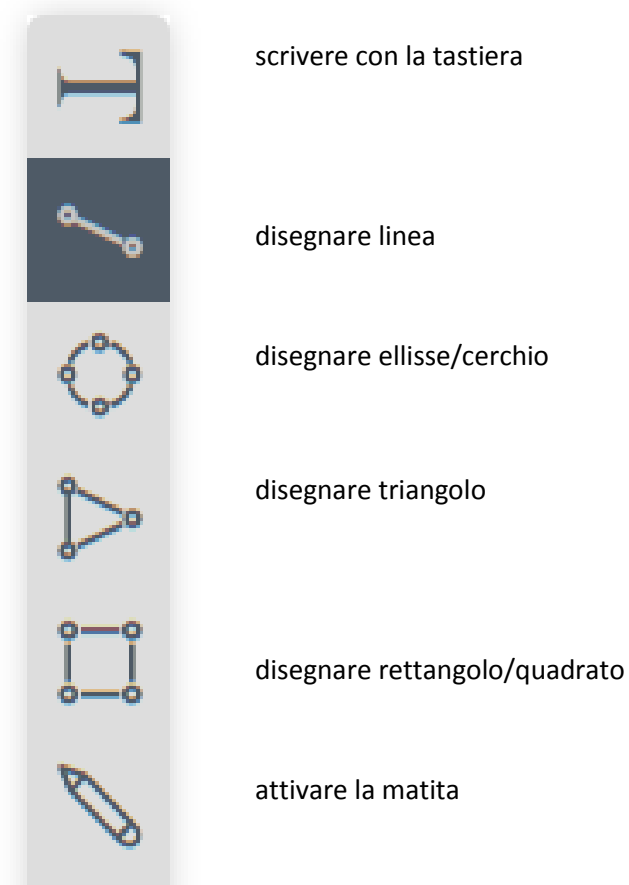 T
scrivere con la tastiera
disegnare linea
disegnare ellisse/cerchio
disegnare triangolo
disegnare rettangolo/quadrato
attivare la matita